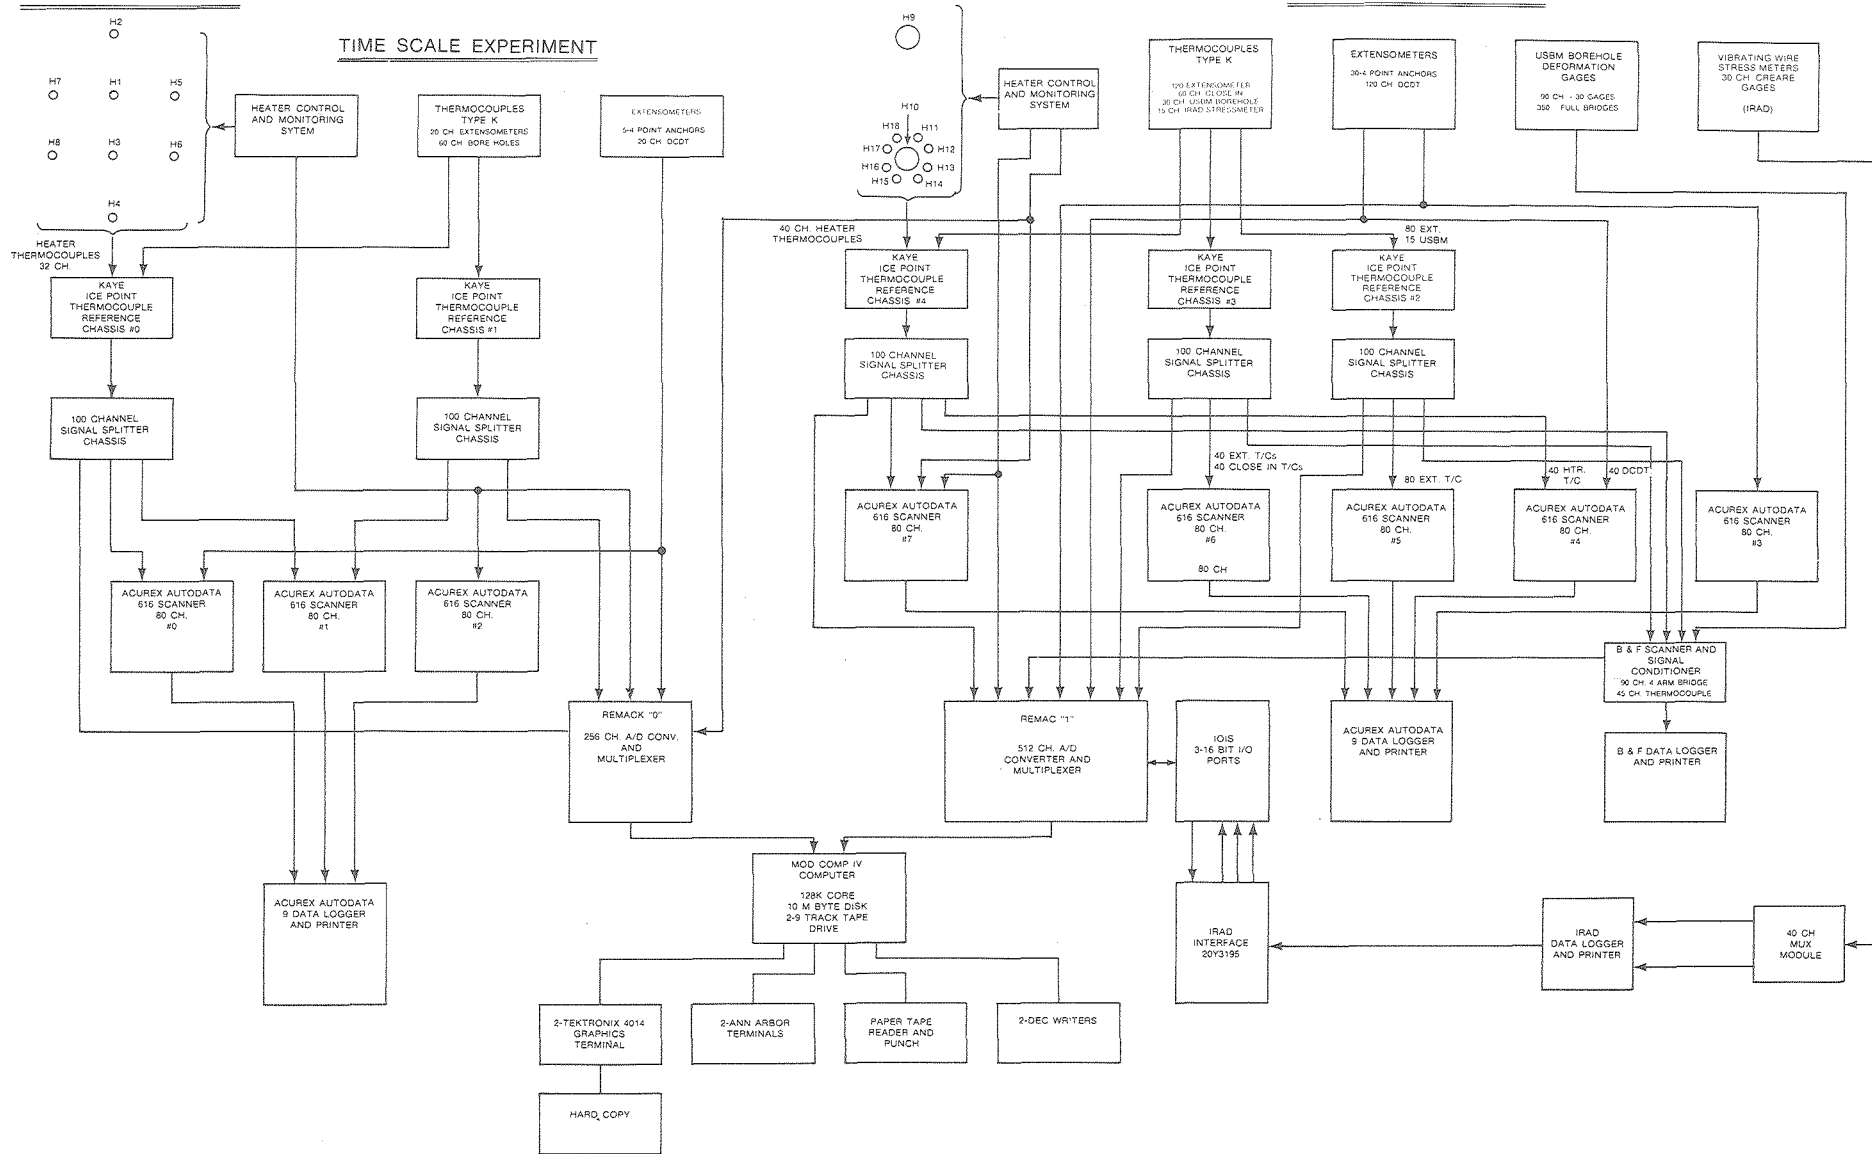 TIME SCALE EXPERIMENT
H2
H7
H1
H5
H8
H3
H6
H4
HEATER
THERMOCOUPLES
32 CH.
HEATER CONTROL
AND MONITORING
SYTEM
THERMOCOUPLES
TYPE K
20 CH EXTENSOMETERS
60 CH BORE HOLES
EXTENSOMETERS
5-4 POINT ANCHORS
20 CH DCDT
KAYE
ICE POINT
THERMOCOUPLE
REFERENCE
CHASSIS #0
KAYE
ICE POINT
THERMOCOUPLE
REFERENCE
CHASSIS #1
100 CHANNEL
SIGNAL SPLITTER
CHASSIS
100 CHANNEL
SIGNAL SPLITTER
CHASSIS
ACUREX AUTODATA
616 SCANNER
80 CH.
#0
ACUREX AUTODATA
616 SCANNER
80 CH.
#1
ACUREX AUTODATA
616 SCANNER
80 CH.
#2
ACUREX AUTODATA
9 DATA LOGGER
AND PRINTER
REMACK "0"
256 CH. A/D CONV.
AND
MULTIPLEXER
H9
H10
H18
H11
H17
H12
H16
H13
H15
H14
HEATER CONTROL
AND MONITORING
SYSTEM
THERMOCOUPLES
TYPE K
120 EXTENSOMETER
60 CH CLOSE IN
30 CH USBM BOREHOLE
15 CH IRAD STRESSMETER
EXTENSOMETERS
30-4 POINT ANCHORS
120 CH DCDT
USBM BOREHOLE
DEFORMATION
GAGES
90 CH - 30 GAGES
350 FULL BRIDGES
VIBRATING WIRE
STRESS METERS
30 CH CREARE
GAGES
(IRAD)
40 CH. HEATER
THERMOCOUPLES
80 EXT.
15 USBM
KAYE
ICE POINT
THERMOCOUPLE
REFERENCE
CHASSIS #4
KAYE
ICE POINT
THERMOCOUPLE
REFERENCE
CHASSIS #3
KAYE
ICE POINT
THERMOCOUPLE
REFERENCE
CHASSIS #2
100 CHANNEL
SIGNAL SPLITTER
CHASSIS
100 CHANNEL
SIGNAL SPLITTER
CHASSIS
100 CHANNEL
SIGNAL SPLITTER
CHASSIS
40 EXT. T/Cs
40 CLOSE IN T/Cs
80 EXT. T/C
40 HTR.
T/C
40 DCDT
ACUREX AUTODATA
616 SCANNER
80 CH.
#7
ACUREX AUTODATA
616 SCANNER
80 CH.
#6
80 CH
ACUREX AUTODATA
616 SCANNER
80 CH.
#5
ACUREX AUTODATA
616 SCANNER
80 CH.
#4
ACUREX AUTODATA
616 SCANNER
80 CH.
#3
B & F SCANNER AND
SIGNAL
CONDITIONER
90 CH. 4 ARM BRIDGE
45 CH. THERMOCOUPLE
REMAC "1"
512 CH. A/D
CONVERTER AND
MULTIPLEXER
IOIS
3-16 BIT I/O
PORTS
ACUREX AUTODATA
9 DATA LOGGER
AND PRINTER
B & F DATA LOGGER
AND PRINTER
MOD COMP IV
COMPUTER
128K CORE
10 M BYTE DISK
2-9 TRACK TAPE
DRIVE
IRAD
INTERFACE
20Y3195
IRAD
DATA LOGGER
AND PRINTER
40 CH
MUX
MODULE
2-TEKTRONIX 4014
GRAPHICS
TERMINAL
2-ANN ARBOR
TERMINALS
PAPER TAPE
READER AND
PUNCH
2-DEC WRITERS
HARD COPY